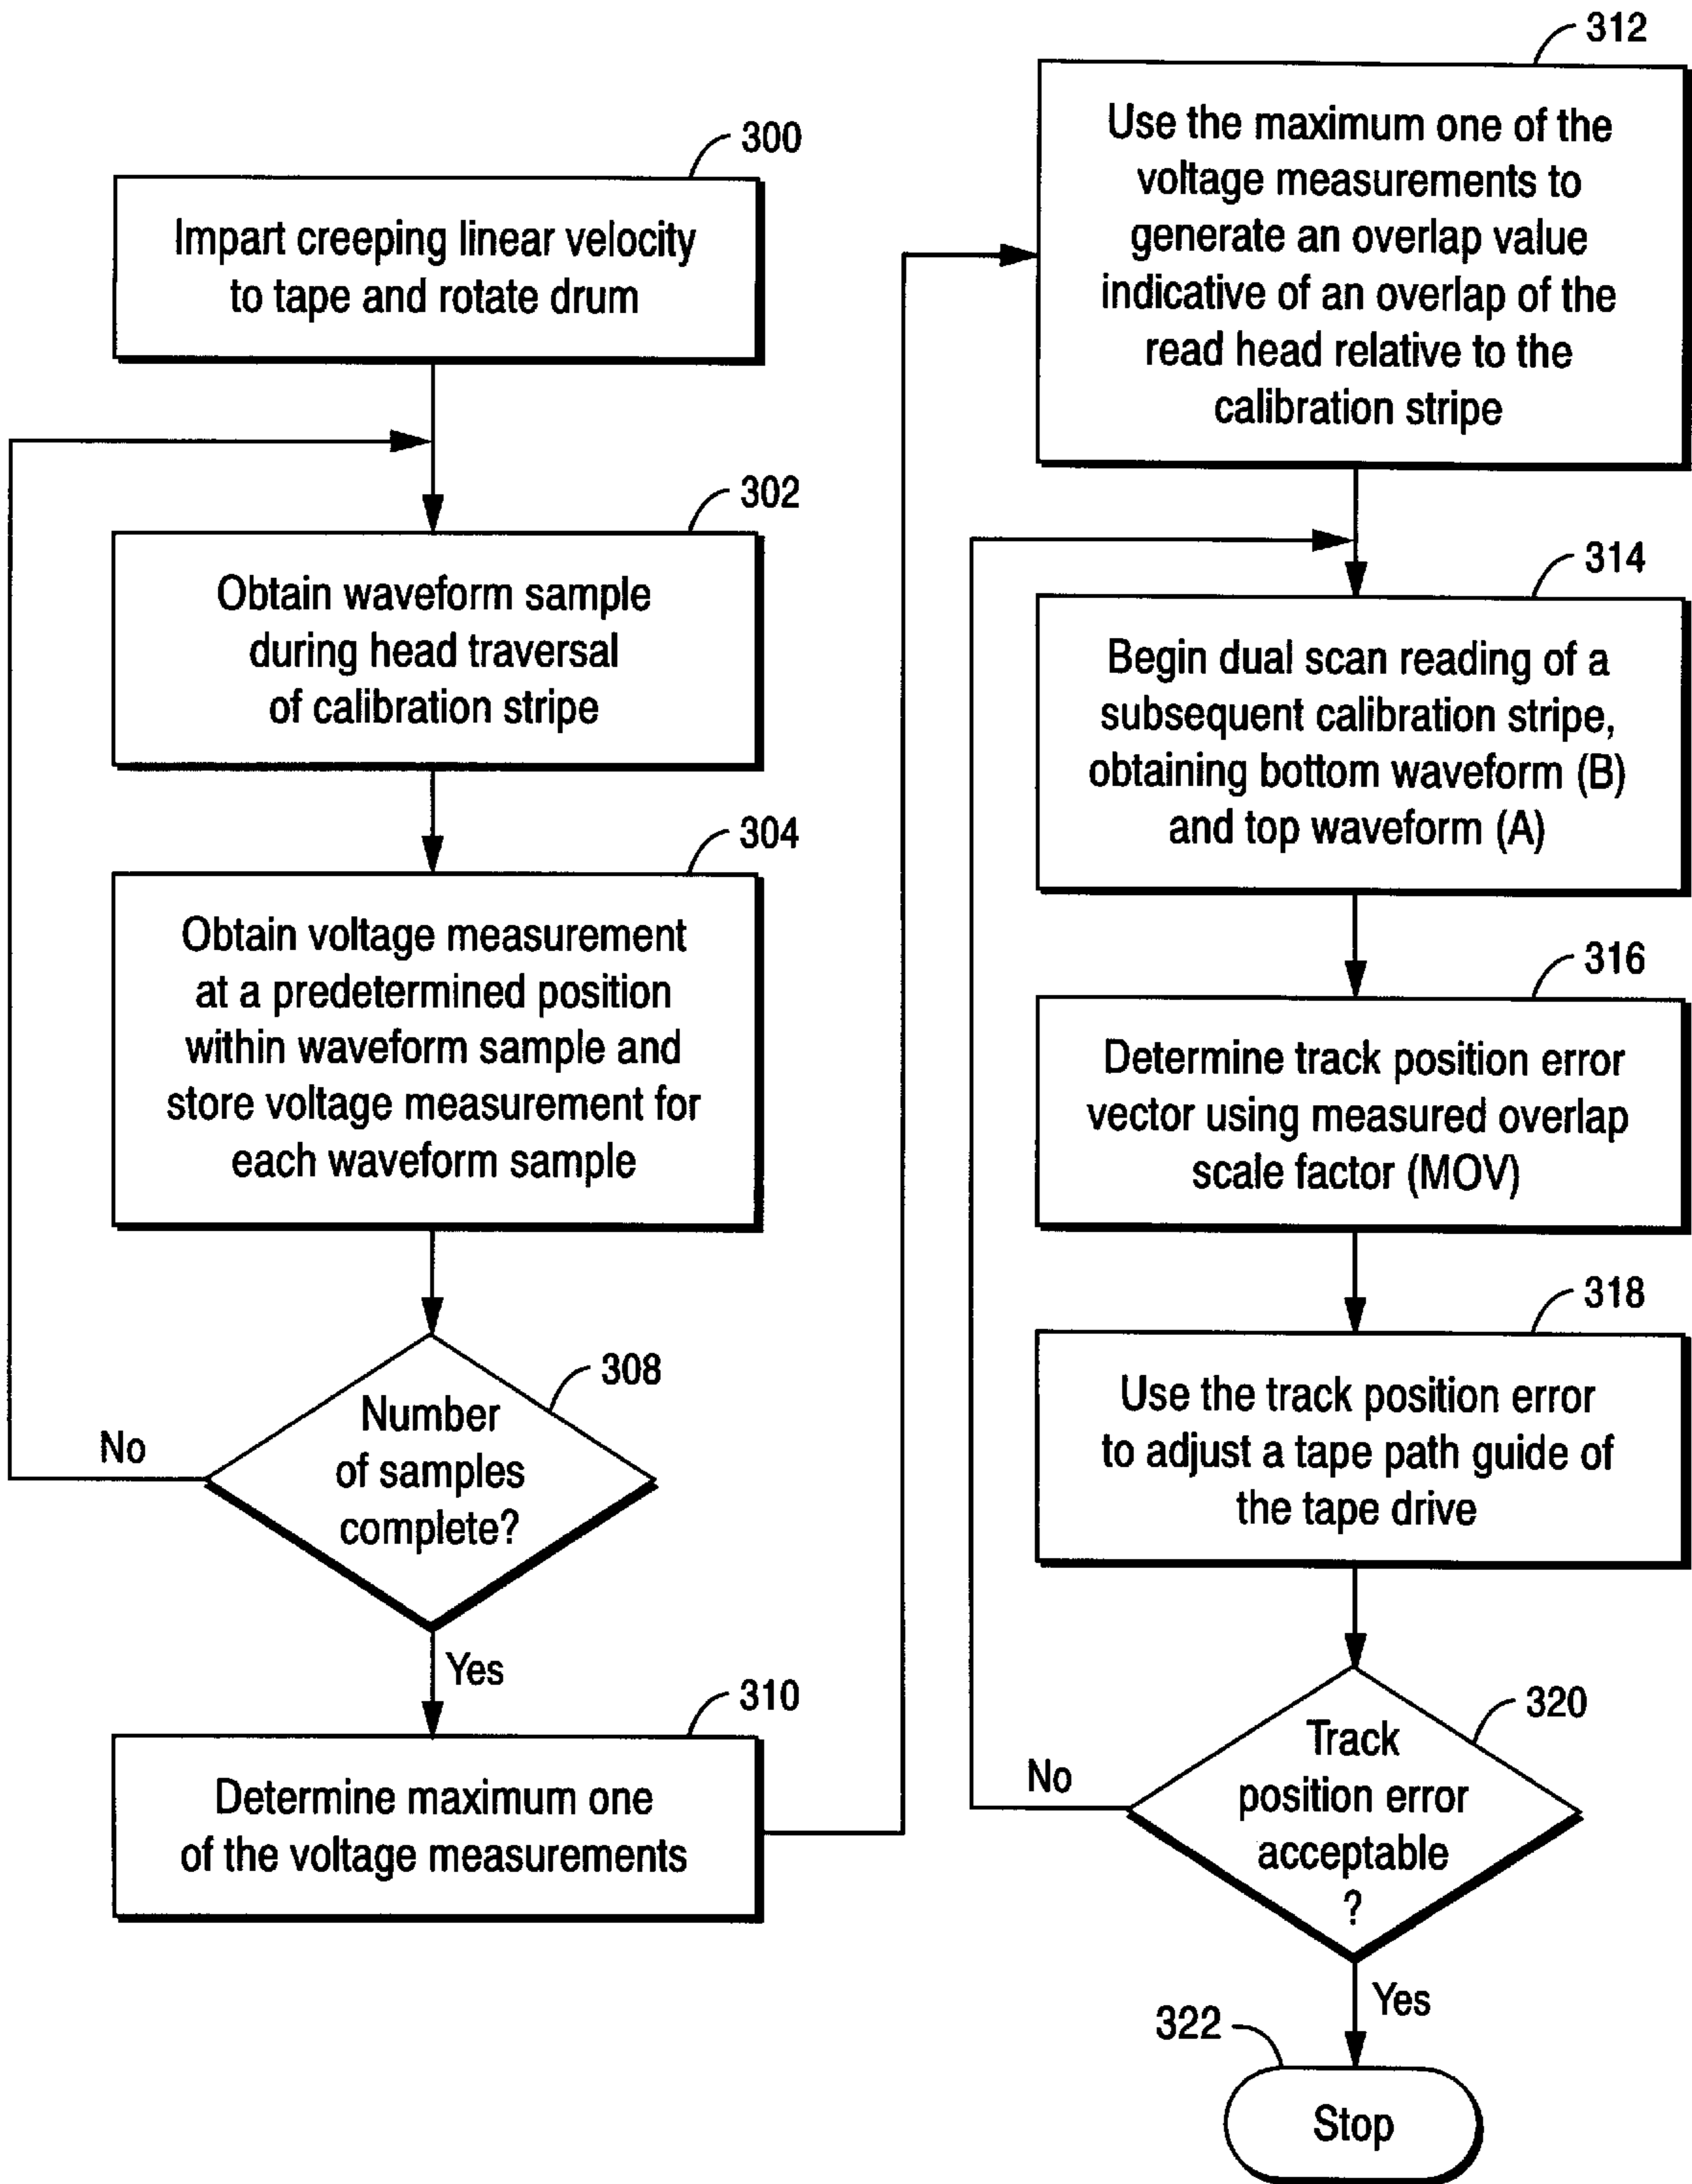 300
Impart creeping linear velocity
to tape and rotate drum
302
Obtain waveform sample
during head traversal
of calibration stripe
304
Obtain voltage measurement
at a predetermined position
within waveform sample and
store voltage measurement for
each waveform sample
308
Number
of samples
complete?
No
Yes
310
Determine maximum one
of the voltage measurements
312
Use the maximum one of the
voltage measurements to
generate an overlap value
indicative of an overlap of the
read head relative to the
calibration stripe
314
Begin dual scan reading of a
subsequent calibration stripe,
obtaining bottom waveform (B)
and top waveform (A)
316
Determine track position error
vector using measured overlap
scale factor (MOV)
318
Use the track position error
to adjust a tape path guide of
the tape drive
320
Track
position error
acceptable
?
No
Yes
322
Stop